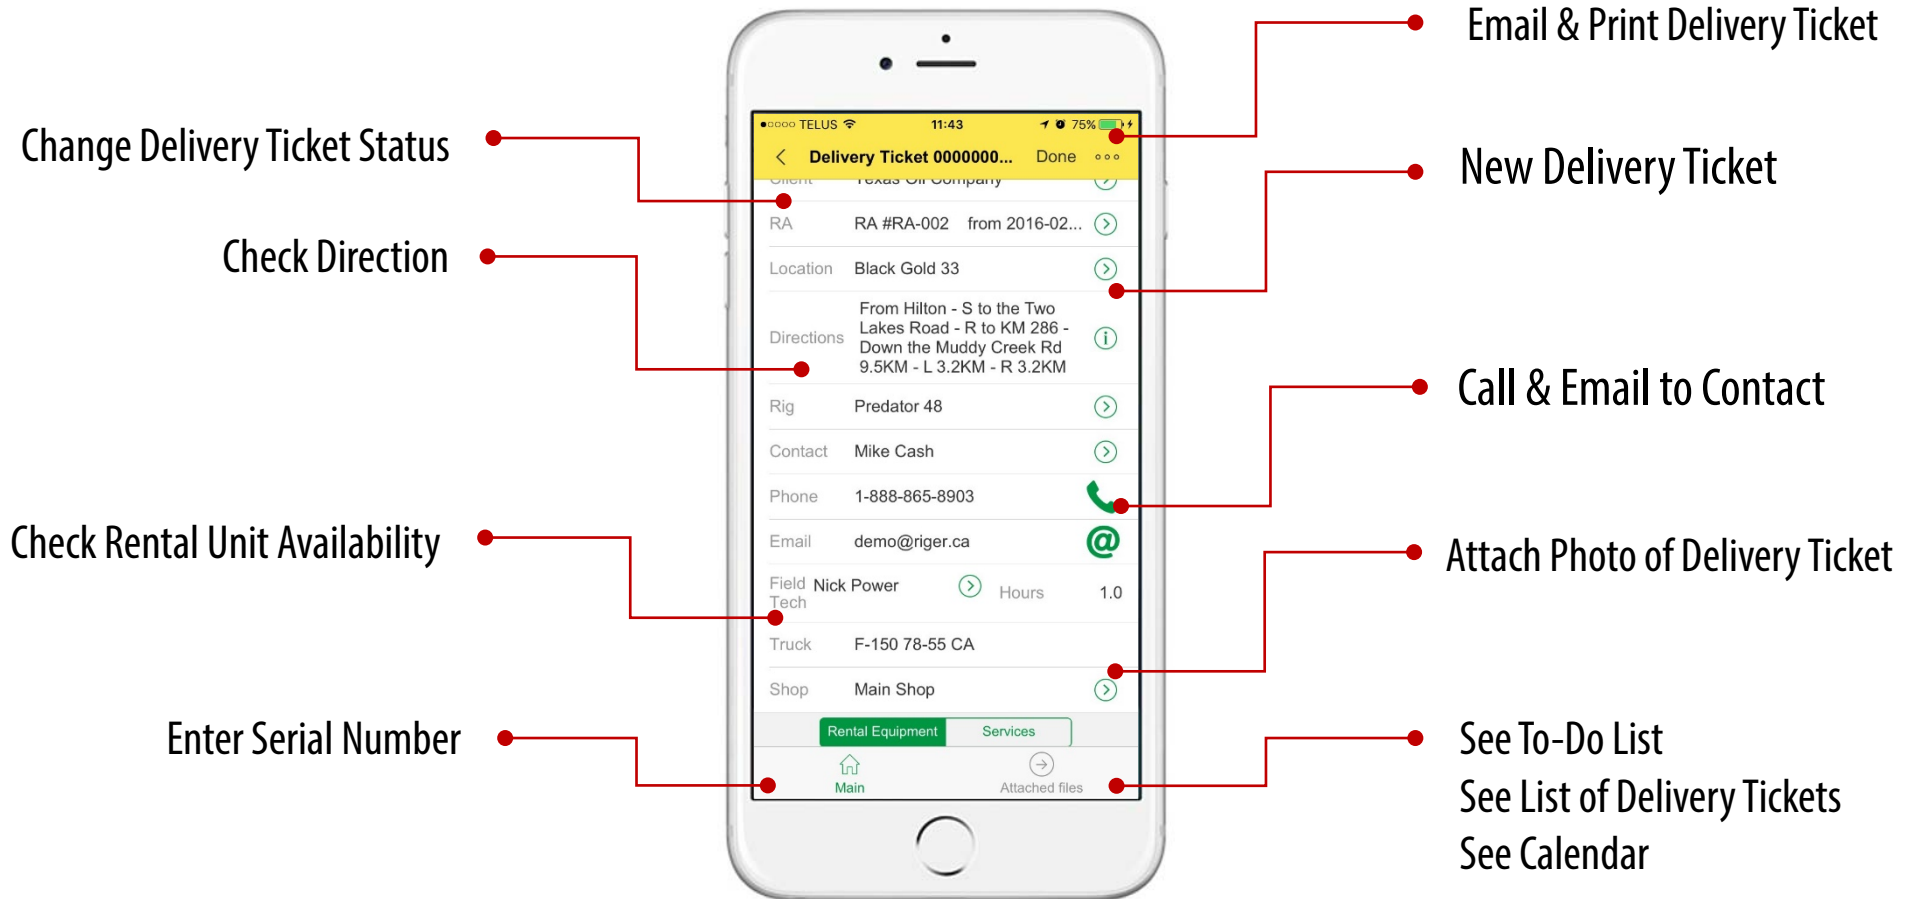 Email & Print Delivery Ticket
TELUS 11:43 75%
Change Delivery Ticket Status
Delivery Ticket 0000000... Done
New Delivery Ticket
Client Texas Oil Company
RA RA #RA-002 from 2016-02...
Check Direction
Location Black Gold 33
Directions
From Hilton - S to the Two
Lakes Road - R to KM 286 -
Down the Muddy Creek Rd
9.5KM - L 3.2KM - R 3.2KM
Rig Predator 48
Call & Email to Contact
Contact Mike Cash
Phone 1-888-865-8903
Check Rental Unit Availability
Email demo@riger.ca
Attach Photo of Delivery Ticket
Field Tech Nick Power Hours 1.0
Truck F-150 78-55 CA
Shop Main Shop
Enter Serial Number
Rental Equipment Services
See To-Do List
Main Attached files
See List of Delivery Tickets
See Calendar